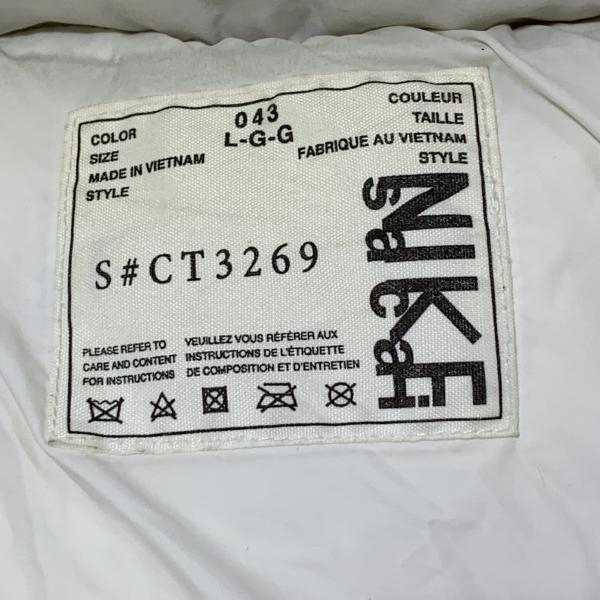 COLOR 043 COULEUR
SIZE L-G-G TAILLE
MADE IN VIETNAM FABRIQUE AU VIETNAM
STYLE STYLE
S#CT3269
NIKE
sacai
PLEASE REFER TO
CARE AND CONTENT
FOR INSTRUCTIONS
VEUILLEZ VOUS RÉFÉRER AUX
INSTRUCTIONS DE L'ÉTIQUETTE
DE COMPOSITION ET D'ENTRETIEN